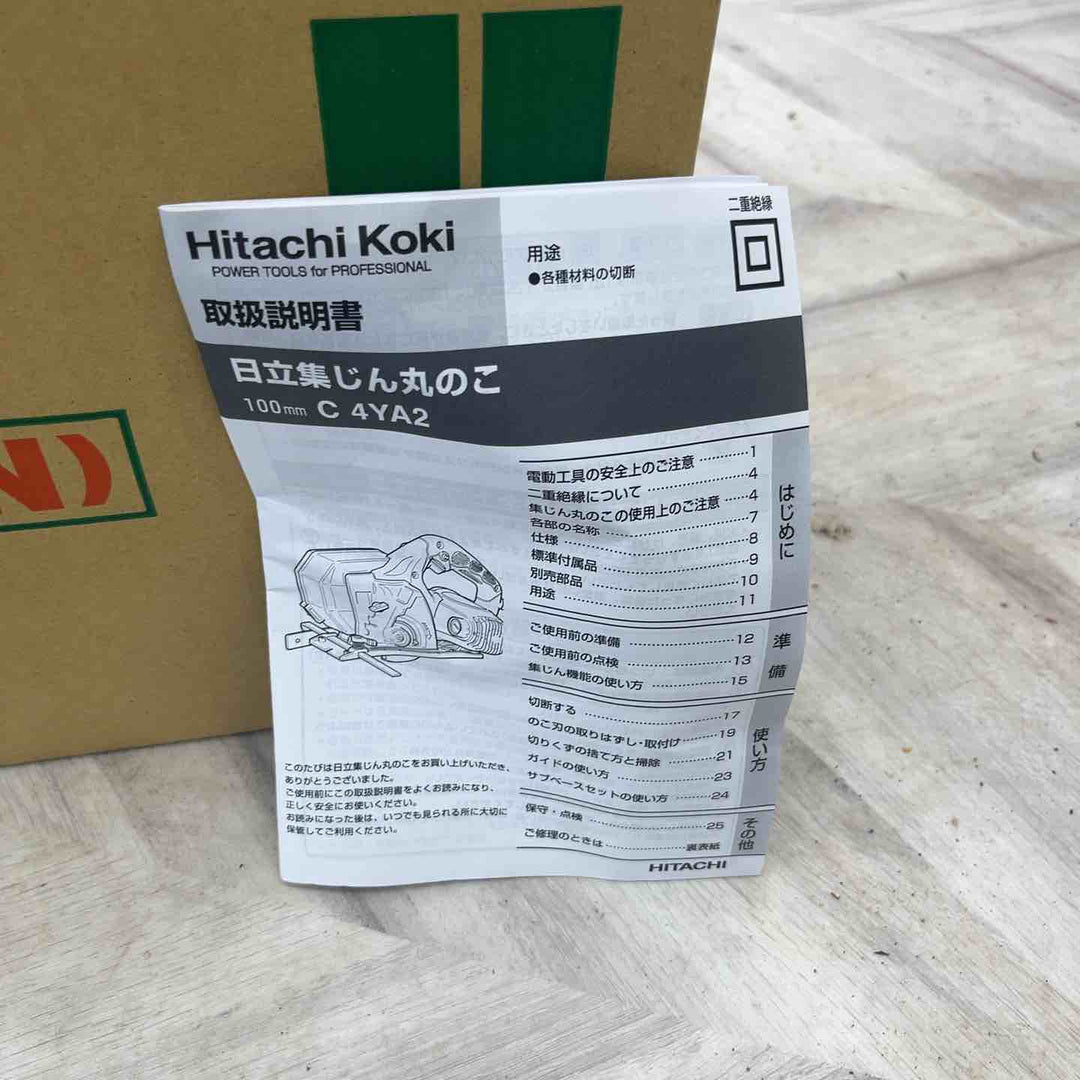 Hitachi Koki
POWER TOOLS for PROFESSIONAL
取扱説明書
用途
●各種材料の切断
二重絶縁
日立集じん丸のこ
100mm C 4YA2
電動工具の安全上のご注意 ………… 1
二重絶縁について ………… 4
集じん丸のこの使用上のご注意 …… 4
各部の名称 ………… 7
仕様 ………… 8
標準付属品 ………… 9
別売部品 ………… 10
用途 ………… 11
はじめに
ご使用前の準備 ………… 12
ご使用前の点検 ………… 13
集じん機能の使い方 ………… 15
準備
切断する ………… 17
のこ刃の取りはずし・取付け ……… 19
切りくずの捨て方と掃除 ………… 21
ガイドの使い方 ………… 23
サブベースセットの使い方 ……… 24
使い方
保守・点検 ………… 25
ご修理のときは ………… 裏表紙
その他
このたびは日立集じん丸のこをお買い上げいただき、
ありがとうございました。
ご使用前にこの取扱説明書をよくお読みになり、
正しく安全にお使いください。
お読みになった後は、いつでも見られる所に大切に
保管してご利用ください。
HITACHI
N)